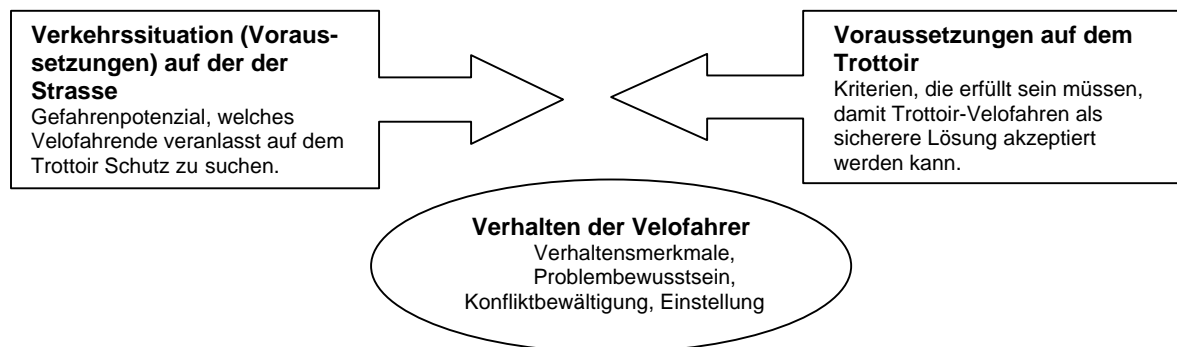 Verkehrssituation (Voraus-
setzungen) auf der der
Strasse
Gefahrenpotenzial, welches
Velofahrende veranlasst auf dem
Trottoir Schutz zu suchen.
Voraussetzungen auf dem
Trottoir
Kriterien, die erfüllt sein müssen,
damit Trottoir-Velofahren als
sicherere Lösung akzeptiert
werden kann.
Verhalten der Velofahrer
Verhaltensmerkmale,
Problembewusstsein,
Konfliktbewältigung, Einstellung